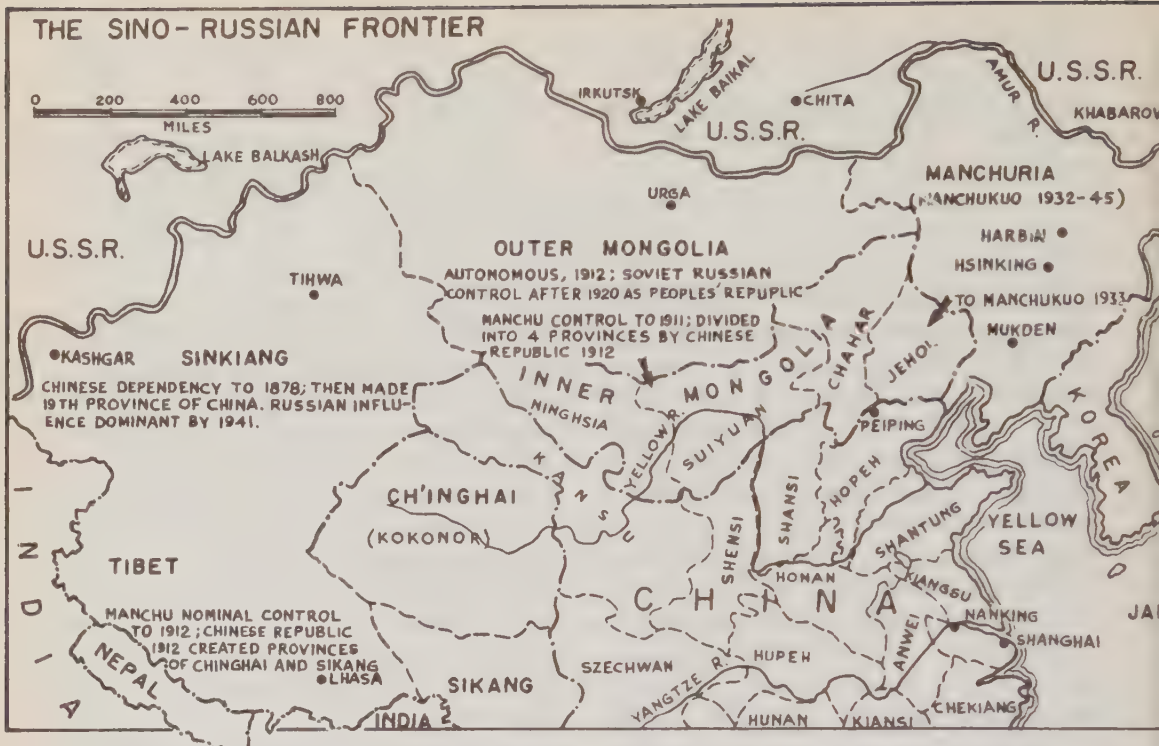 THE SINO-RUSSIAN FRONTIER
0 200 400 600 800
MILES
LAKE BALKASH
IRKUTSK
LAKE BAIKAL
CHITA
U.S.S.R.
AMUR R.
U.S.S.R.
KHABAROV
URGA
MANCHURIA
(MANCHUKUO 1932-45)
HARBIN
HSINKING
TO MANCHUKUO 1933
MUKDEN
U.S.S.R.
TIHWA
OUTER MONGOLIA
AUTONOMOUS, 1912; SOVIET RUSSIAN
CONTROL AFTER 1920 AS PEOPLES' REPUPLIC
MANCHU CONTROL TO 1911; DIVIDED
INTO 4 PROVINCES BY CHINESE
REPUBLIC 1912
KASHGAR
SINKIANG
CHINESE DEPENDENCY TO 1878; THEN MADE
19TH PROVINCE OF CHINA. RUSSIAN INFLU-
ENCE DOMINANT BY 1941.
INNER MONGOLIA
NINGHSIA
SUIYUAN
CHAHAR
JEHOL
PEIPING
KOREA
YELLOW R.
KANSU
CH'INGHAI
(KOKONOR)
SHENSI
SHANSI
HOPEH
SHANTUNG
YELLOW
SEA
INDIA
TIBET
MANCHU NOMINAL CONTROL
TO 1912; CHINESE REPUBLIC
1912 CREATED PROVINCES
OF CHINGHAI AND SIKANG
LHASA
NEPAL
HONAN
KIANGSU
CHINA
NANKING
SHANGHAI
JA
ANWEI
SZECHWAN
HUPEH
YANGTZE R.
SIKANG
INDIA
HUNAN
KIANSI
CHEKIANG